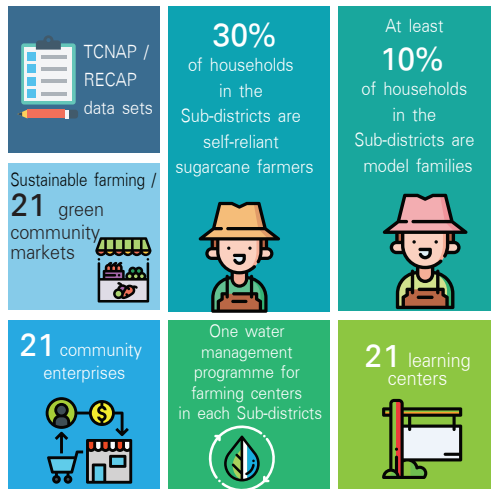 TCNAP /
RECAP
data sets
30%
of households
in the
Sub-districts are
self-reliant
sugarcane farmers
At least
10%
of households
in the
Sub-districts are
model families
Sustainable farming /
21 green
community
markets
21 community
enterprises
One water
management
programme for
farming centers
in each Sub-districts
21 learning
centers